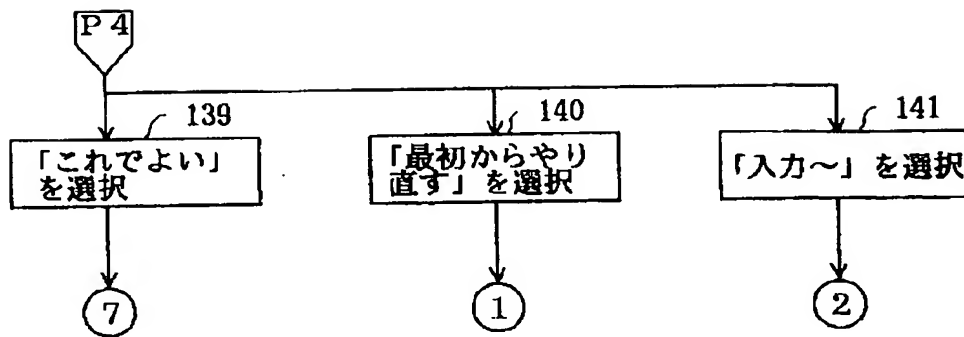 P4
139
「これでよい」
を選択
140
「最初からやり
直す」を選択
141
「入力～」を選択
7
1
2